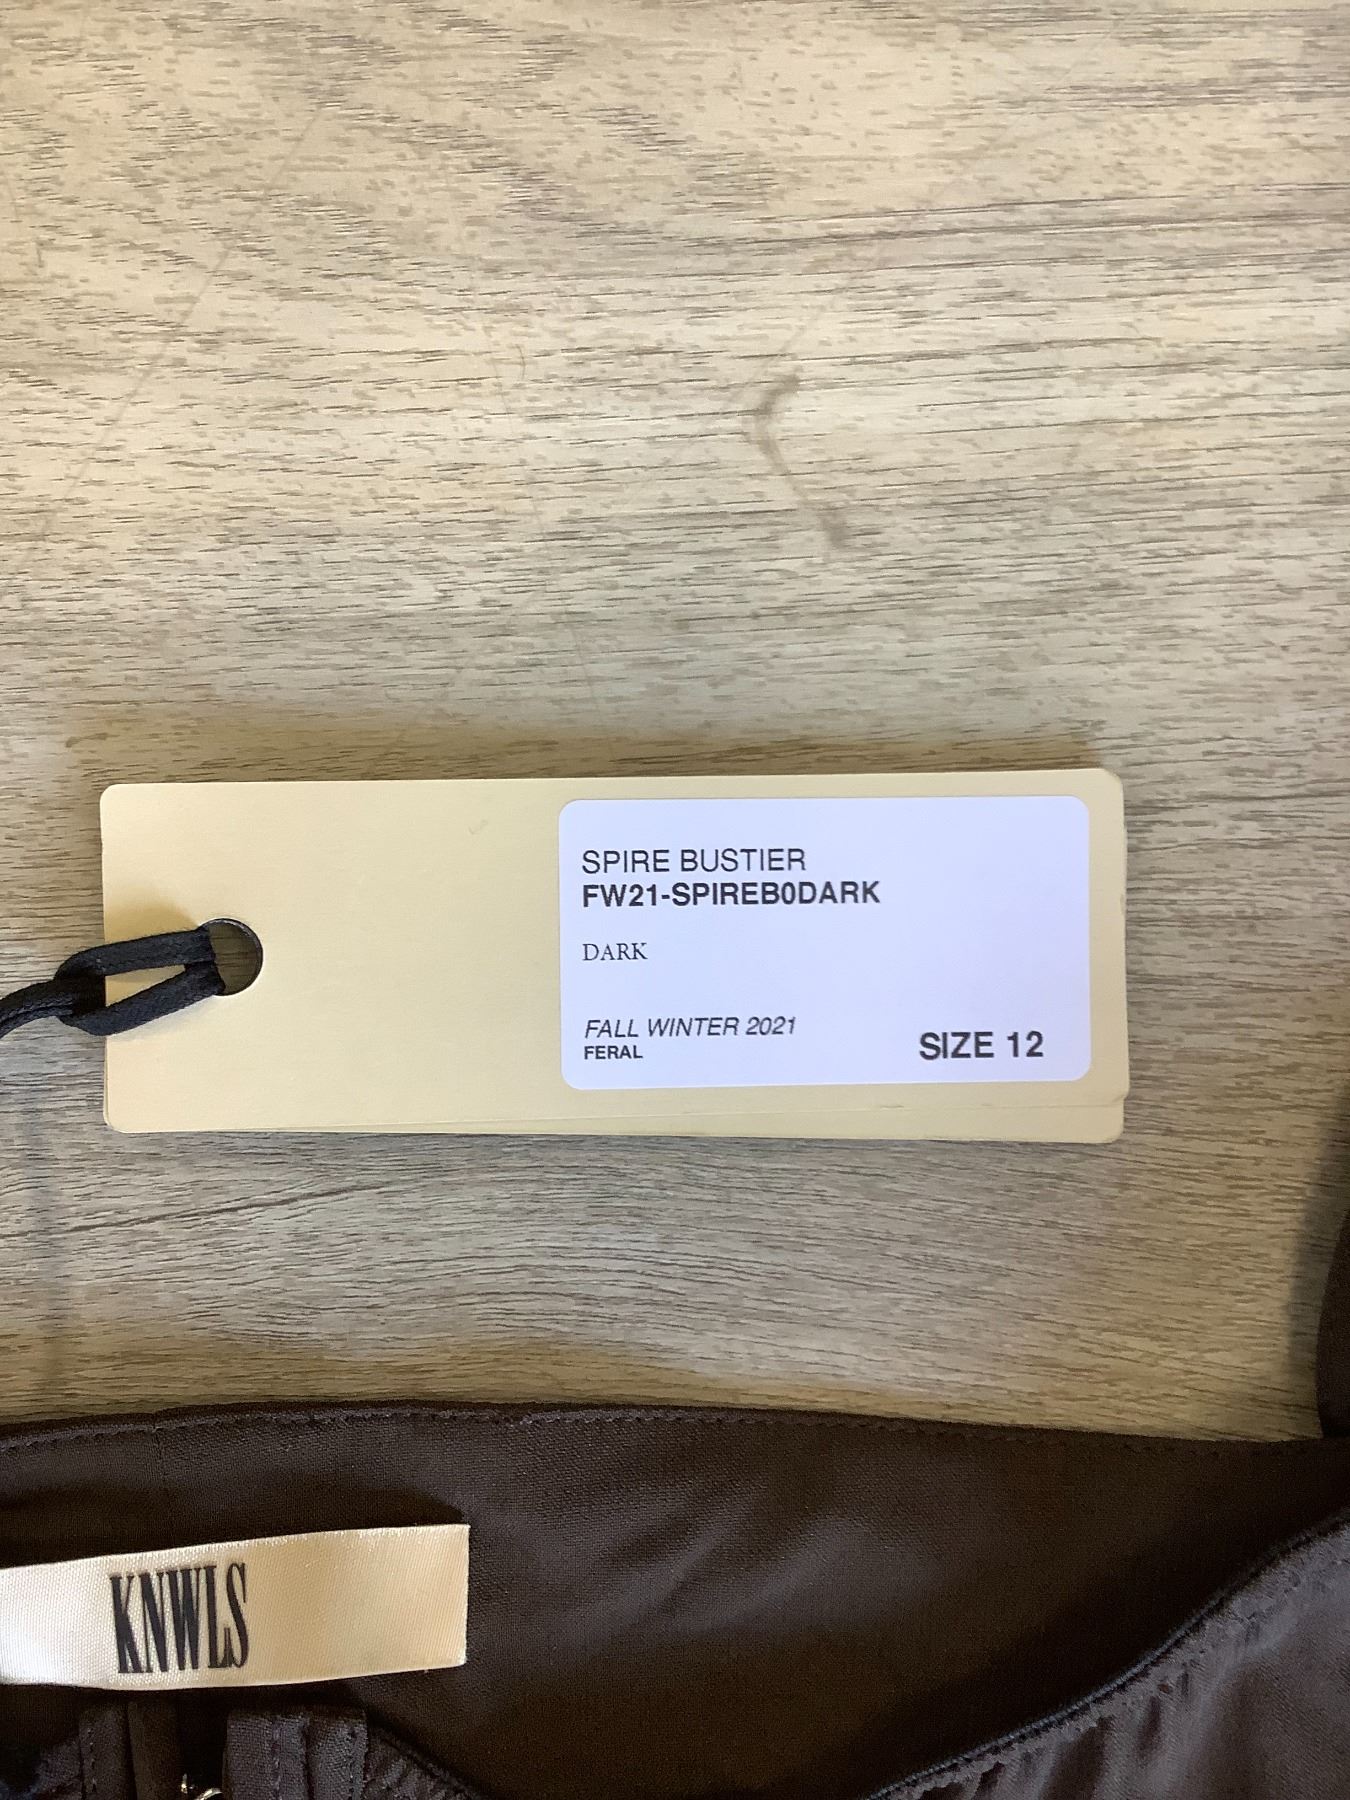 SPIRE BUSTIER
FW21-SPIREB0DARK
DARK
FALL WINTER 2021
FERAL
SIZE 12
KNWLS